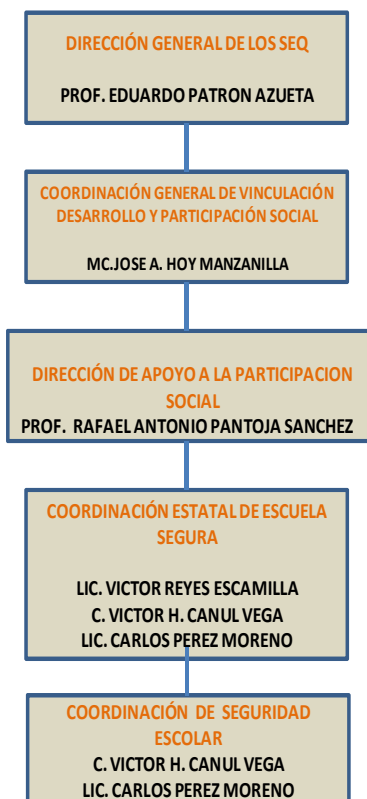 DIRECCIÓN GENERAL DE LOS SEQ
PROF. EDUARDO PATRON AZUETA
COORDINACIÓN GENERAL DE VINCULACIÓN
DESARROLLO Y PARTICIPACIÓN SOCIAL
MC.JOSE A. HOY MANZANILLA
DIRECCIÓN DE APOYO A LA PARTICIPACION
SOCIAL
PROF. RAFAEL ANTONIO PANTOJA SANCHEZ
COORDINACIÓN ESTATAL DE ESCUELA
SEGURA
LIC. VICTOR REYES ESCAMILLA
C. VICTOR H. CANUL VEGA
LIC. CARLOS PEREZ MORENO
COORDINACIÓN DE SEGURIDAD
ESCOLAR
C. VICTOR H. CANUL VEGA
LIC. CARLOS PEREZ MORENO